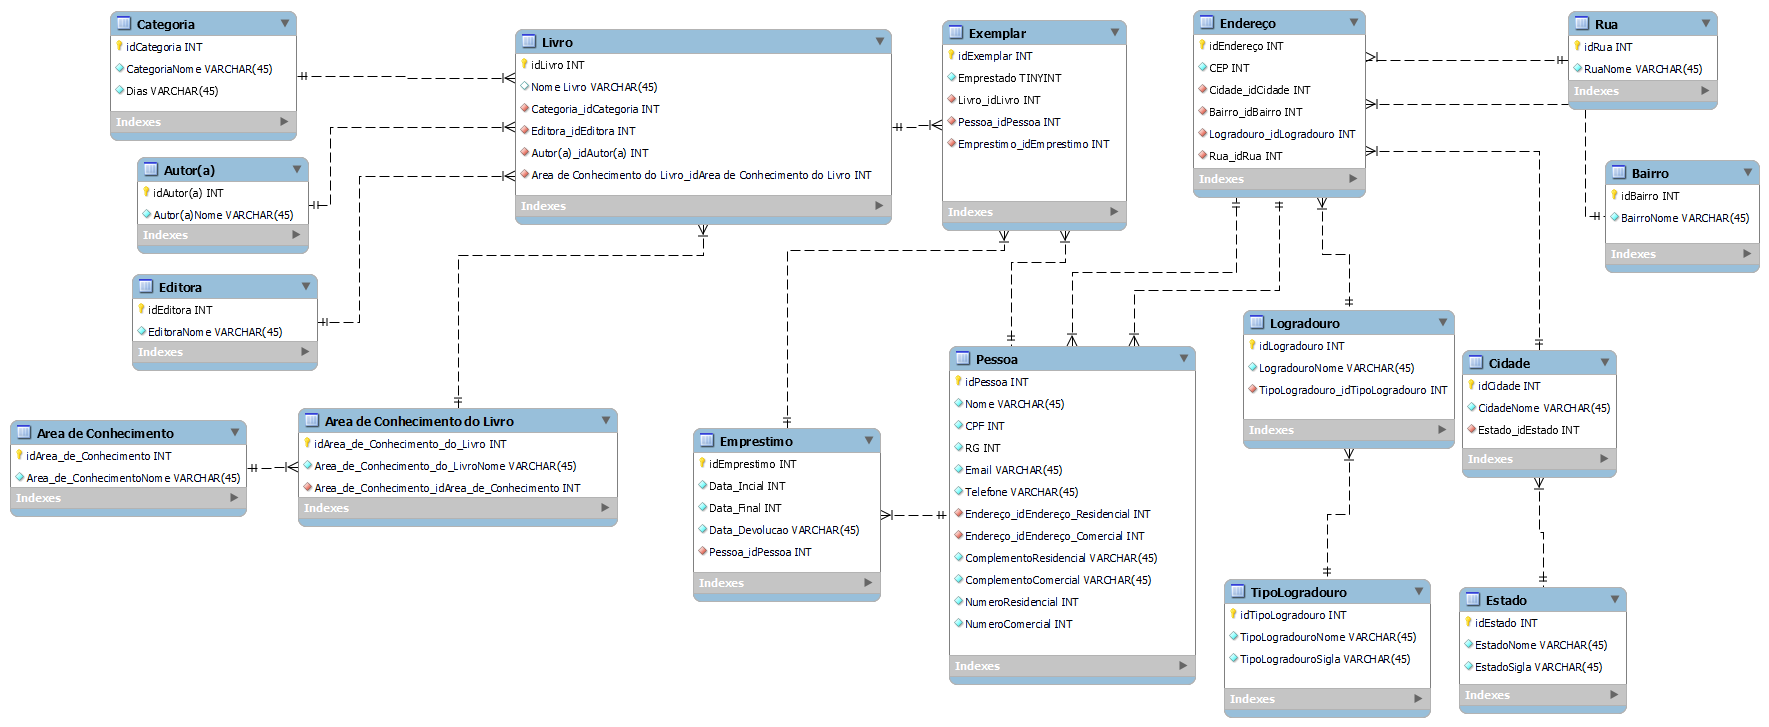 Categoria
idCategoria INT
CategoriaNome VARCHAR(45)
Dias VARCHAR(45)
Indexes
Autor(a)
idAutor(a) INT
Autor(a)Nome VARCHAR(45)
Indexes
Editora
idEditora INT
EditoraNome VARCHAR(45)
Indexes
Area de Conhecimento
idArea_de_Conhecimento INT
Area_de_ConhecimentoNome VARCHAR(45)
Indexes
Area de Conhecimento do Livro
idArea_de_Conhecimento_do_Livro INT
Area_de_Conhecimento_do_LivroNome VARCHAR(45)
Area_de_Conhecimento_idArea_de_Conhecimento INT
Indexes
Livro
idLivro INT
Nome Livro VARCHAR(45)
Categoria_idCategoria INT
Editora_idEditora INT
Autor(a)_idAutor(a) INT
Area de Conhecimento do Livro_idArea de Conhecimento do Livro INT
Indexes
Exemplar
idExemplar INT
Emprestado TINYINT
Livro_idLivro INT
Pessoa_idPessoa INT
Emprestimo_idEmprestimo INT
Indexes
Emprestimo
idEmprestimo INT
Data_Incial INT
Data_Final INT
Data_Devolucao VARCHAR(45)
Pessoa_idPessoa INT
Indexes
Pessoa
idPessoa INT
Nome VARCHAR(45)
CPF INT
RG INT
Email VARCHAR(45)
Telefone VARCHAR(45)
Endereço_idEndereço_Residencial INT
Endereço_idEndereço_Comercial INT
ComplementoResidencial VARCHAR(45)
ComplementoComercial VARCHAR(45)
NumeroResidencial INT
NumeroComercial INT
Indexes
Endereço
idEndereço INT
CEP INT
Cidade_idCidade INT
Bairro_idBairro INT
Logradouro_idLogradouro INT
Rua_idRua INT
Indexes
Rua
idRua INT
RuaNome VARCHAR(45)
Indexes
Bairro
idBairro INT
BairroNome VARCHAR(45)
Indexes
Logradouro
idLogradouro INT
LogradouroNome VARCHAR(45)
TipoLogradouro_idTipoLogradouro INT
Indexes
Cidade
idCidade INT
CidadeNome VARCHAR(45)
Estado_idEstado INT
Indexes
TipoLogradouro
idTipoLogradouro INT
TipoLogradouroNome VARCHAR(45)
TipoLogradouroSigla VARCHAR(45)
Indexes
Estado
idEstado INT
EstadoNome VARCHAR(45)
EstadoSigla VARCHAR(45)
Indexes